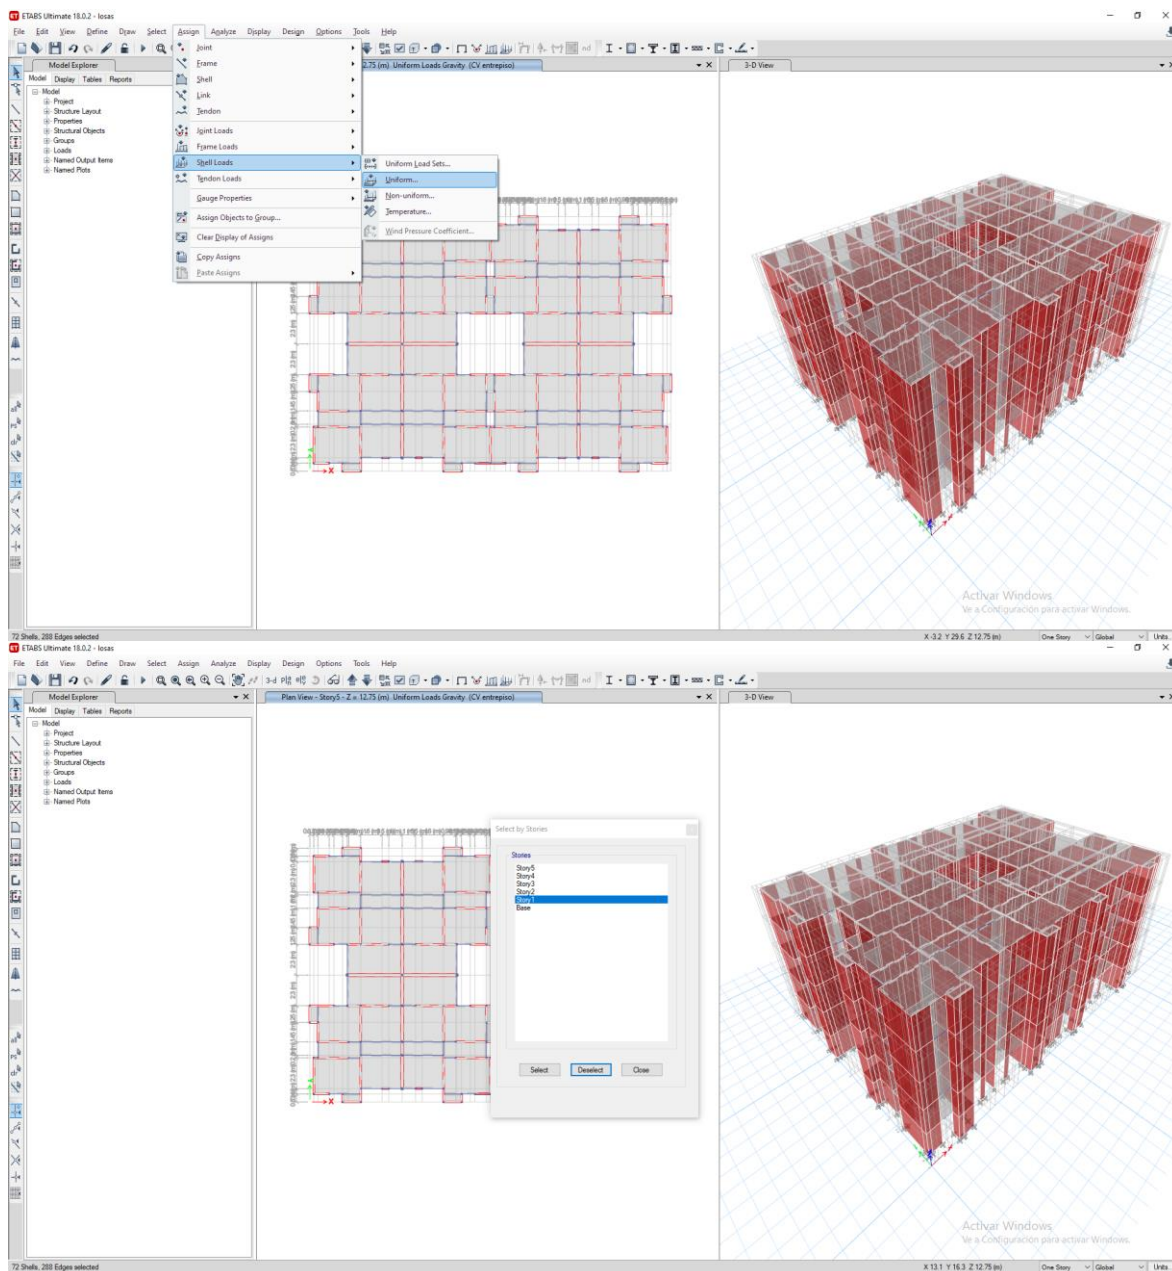 ETABS Ultimate 18.0.2 - losas
File Edit View Define Draw Select Assign Analyze Display Design Options Tools Help
Model Explorer
Model Display Tables Reports
Model
Project
Structure Layout
Properties
Structural Objects
Groups
Loads
Named Output Items
Named Plots
Joint
Frame
Shell
Link
Tendon
Joint Loads
Frame Loads
Shell Loads
Tendon Loads
Gauge Properties
Assign Objects to Group...
Clear Display of Assigns
Copy Assigns
Paste Assigns
Uniform Load Sets...
Uniform...
Non-uniform...
Temperature...
Wind Pressure Coefficient...
12.75 (m) Uniform Loads Gravity (CV entrepiso)
3-D View
X
Activar Windows
Ve a Configuración para activar Windows.
72 Shells, 288 Edges selected
X -3.2 Y 29.6 Z 12.75 (m)
One Story
Global
Units...
ETABS Ultimate 18.0.2 - losas
File Edit View Define Draw Select Assign Analyze Display Design Options Tools Help
Model Explorer
Model Display Tables Reports
Model
Project
Structure Layout
Properties
Structural Objects
Groups
Loads
Named Output Items
Named Plots
Plan View - Story5 - Z = 12.75 (m) Uniform Loads Gravity (CV entrepiso)
3-D View
Select by Stories
Stories
Story5
Story4
Story3
Story2
Story1
Base
Select
Deselect
Close
X
Activar Windows
Ve a Configuración para activar Windows.
72 Shells, 288 Edges selected
X 13.1 Y 16.3 Z 12.75 (m)
One Story
Global
Units...